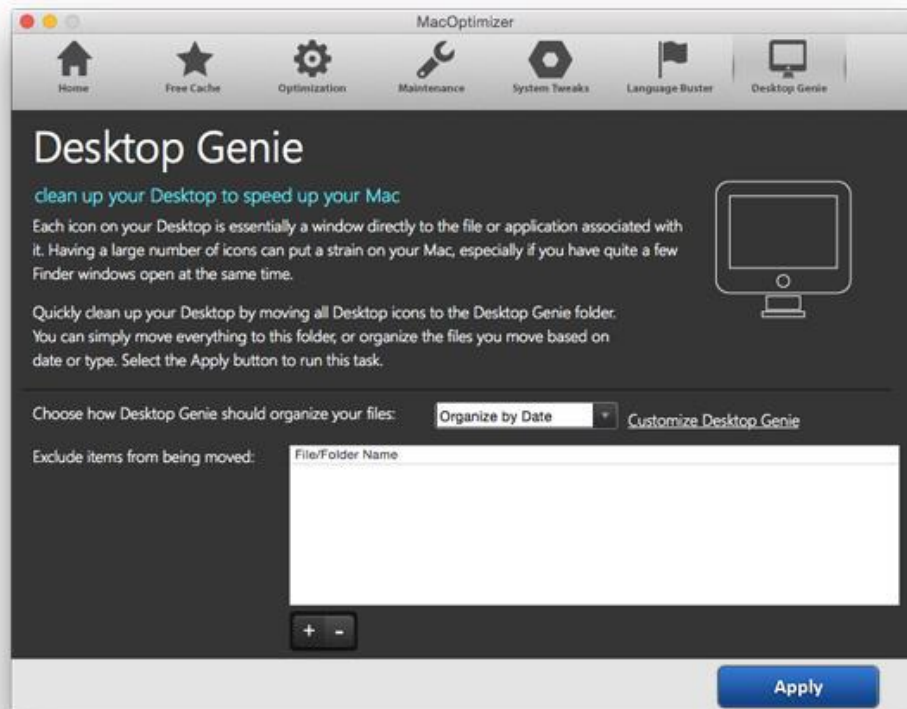 MacOptimizer
Home Free Cache Optimization Maintenance System Tweaks Language Buster Desktop Genie
Desktop Genie
clean up your Desktop to speed up your Mac
Each icon on your Desktop is essentially a window directly to the file or application associated with
it. Having a large number of icons can put a strain on your Mac, especially if you have quite a few
Finder windows open at the same time.
Quickly clean up your Desktop by moving all Desktop icons to the Desktop Genie folder.
You can simply move everything to this folder, or organize the files you move based on
date or type. Select the Apply button to run this task.
Choose how Desktop Genie should organize your files: Organize by Date Customize Desktop Genie
Exclude items from being moved: File/Folder Name
+ -
Apply